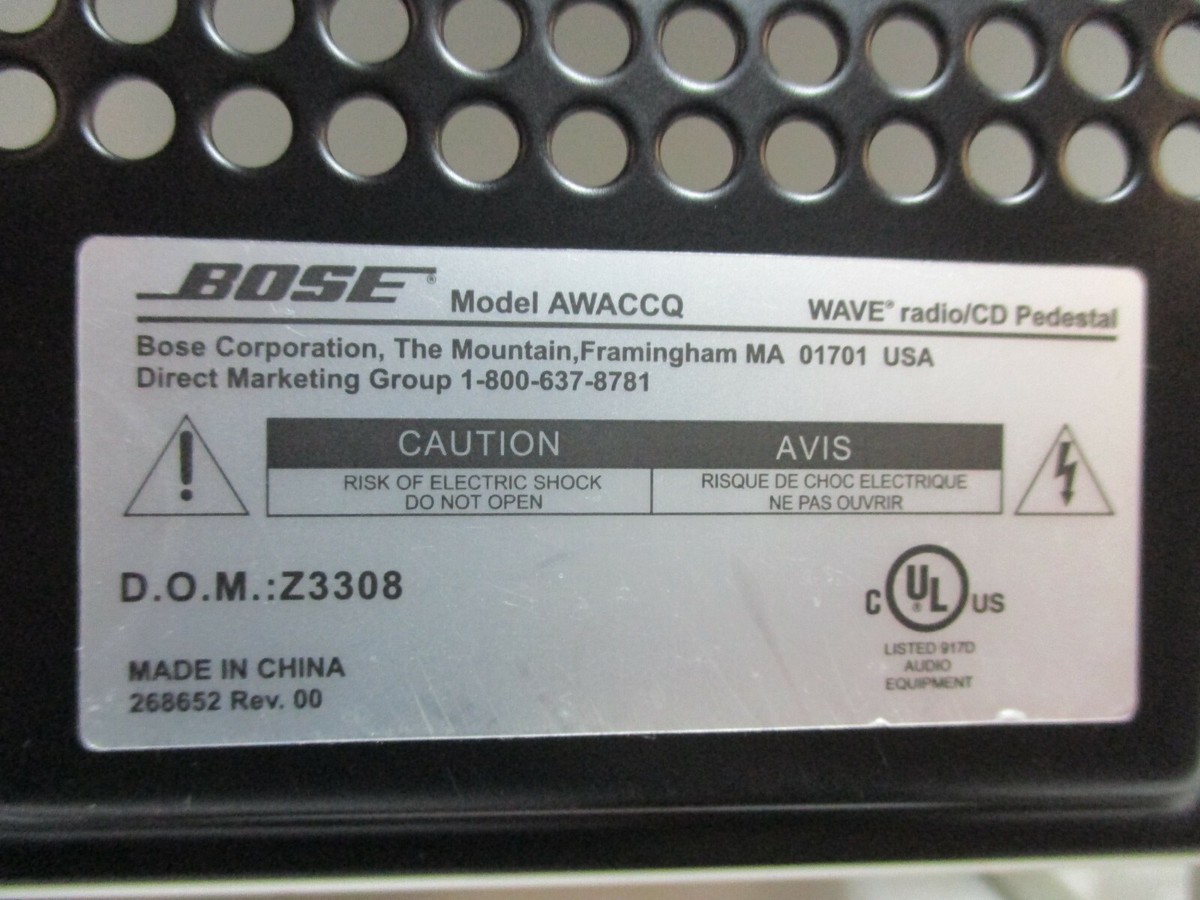 BOSE® Model AWACCQ WAVE® radio/CD Pedestal
Bose Corporation, The Mountain,Framingham MA 01701 USA
Direct Marketing Group 1-800-637-8781
CAUTION AVIS
RISK OF ELECTRIC SHOCK RISQUE DE CHOC ELECTRIQUE
DO NOT OPEN NE PAS OUVRIR
D.O.M.:Z3308
C UL® US
LISTED 917D
AUDIO
EQUIPMENT
MADE IN CHINA
268652 Rev. 00